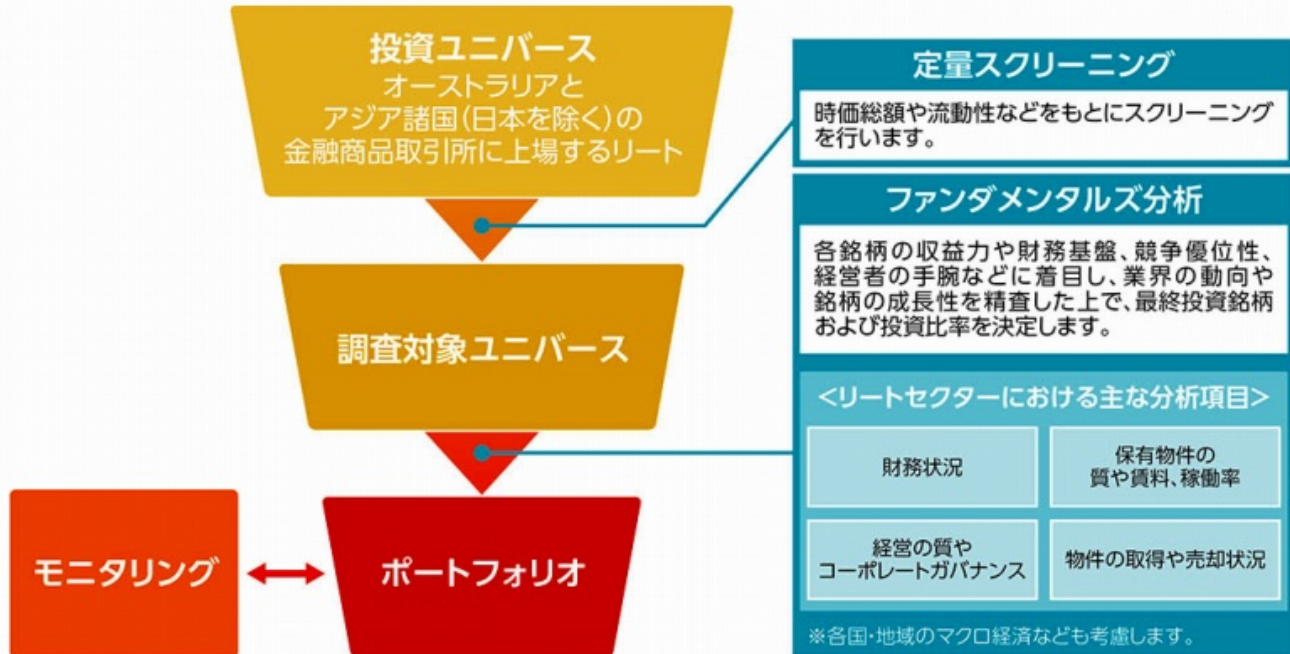 投資ユニバース
オーストラリアと
アジア諸国(日本を除く)の
金融商品取引所に上場するリート
調査対象ユニバース
モニタリング
ポートフォリオ
定量スクリーニング
時価総額や流動性などをもとにスクリーニング
を行います。
ファンダメンタルズ分析
各銘柄の収益力や財務基盤、競争優位性、
経営者の手腕などに着目し、業界の動向や
銘柄の成長性を精査した上で、最終投資銘柄
および投資比率を決定します。
<リートセクターにおける主な分析項目>
財務状況
保有物件の
質や賃料、稼働率
経営の質や
コーポレートガバナンス
物件の取得や売却状況
※各国・地域のマクロ経済なども考慮します。